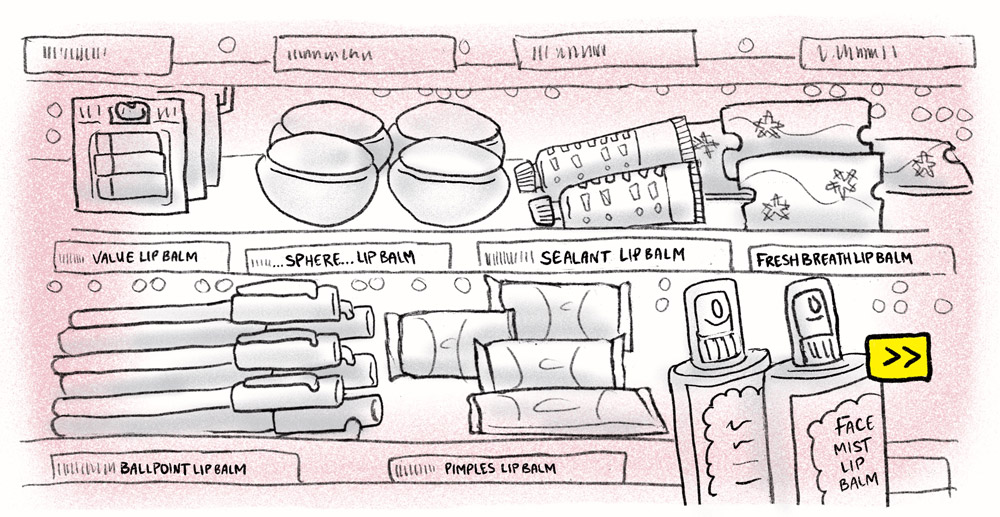 VALUE LIP BALM
...SPHERE... LIP BALM
SEALANT LIP BALM
FRESH BREATH LIP BALM
>>
BALLPOINT LIP BALM
PIMPLES LIP BALM
FACE
MIST
LIP
BALM